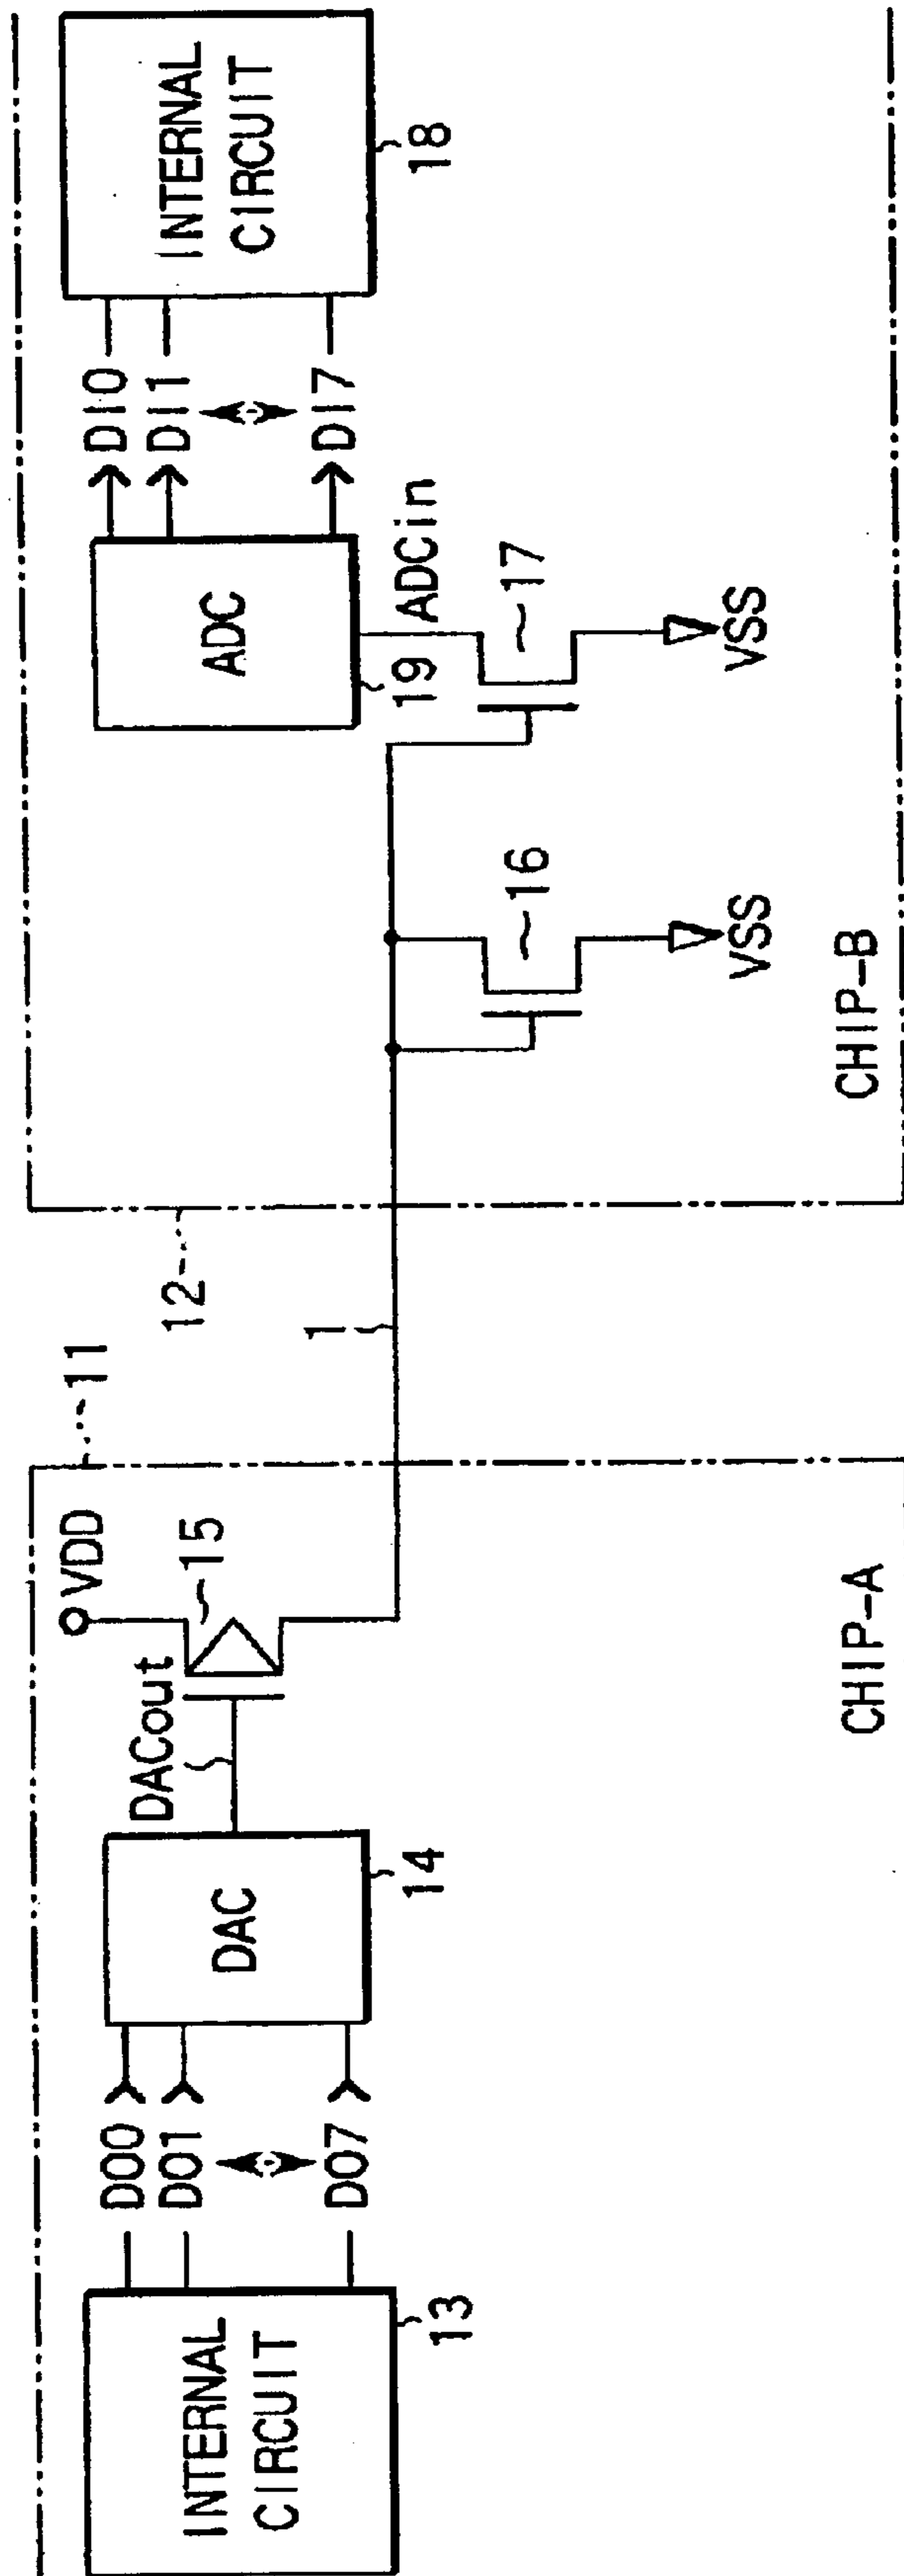 INTERNAL
CIRCUIT
13
DO0
DO1
DO7
DAC
14
DACout
VDD
15
11
CHIP-A
1
12
16
VSS
ADC
19
ADCin
17
VSS
DI0
DI1
DI7
INTERNAL
CIRCUIT
18
CHIP-B